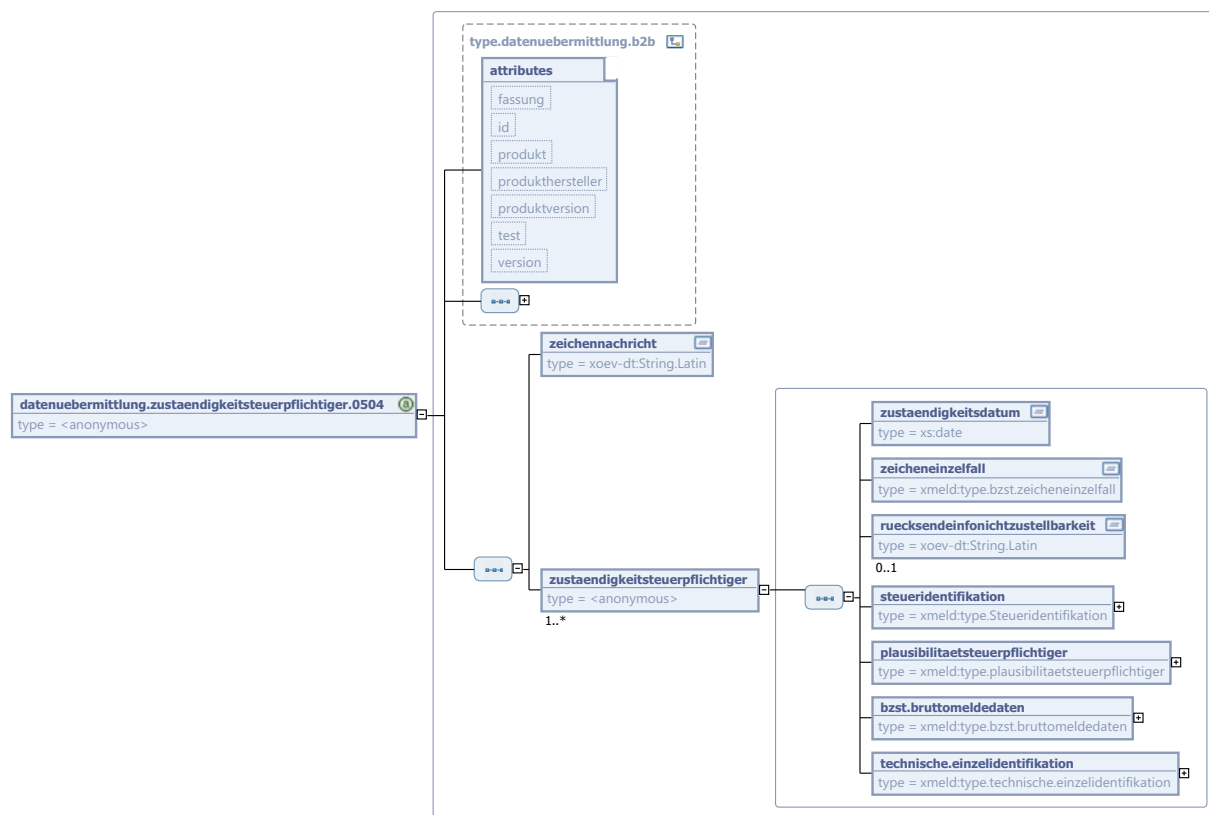 type.datenuebermittlung.b2b
attributes
fassung
id
produkt
produkthersteller
produktversion
test
version
zeichennachricht
type = xoev-dt:String.Latin
datenuebermittlung.zustaendigkeitsteuerpflichtiger.0504
type = <anonymous>
zustaendigkeitsteuerpflichtiger
type = <anonymous>
1..*
zustaendigkeitsdatum
type = xs:date
zeicheneinzelfall
type = xmeld:type.bzst.zeicheneinzelfall
ruecksendeinfonichtzustellbarkeit
type = xoev-dt:String.Latin
0..1
steueridentifikation
type = xmeld:type.Steueridentifikation
plausibilitaetsteuerpflichtiger
type = xmeld:type.plausibilitaetsteuerpflichtiger
bzst.bruttomeldedaten
type = xmeld:type.bzst.bruttomeldedaten
technische.einzelidentifikation
type = xmeld:type.technische.einzelidentifikation